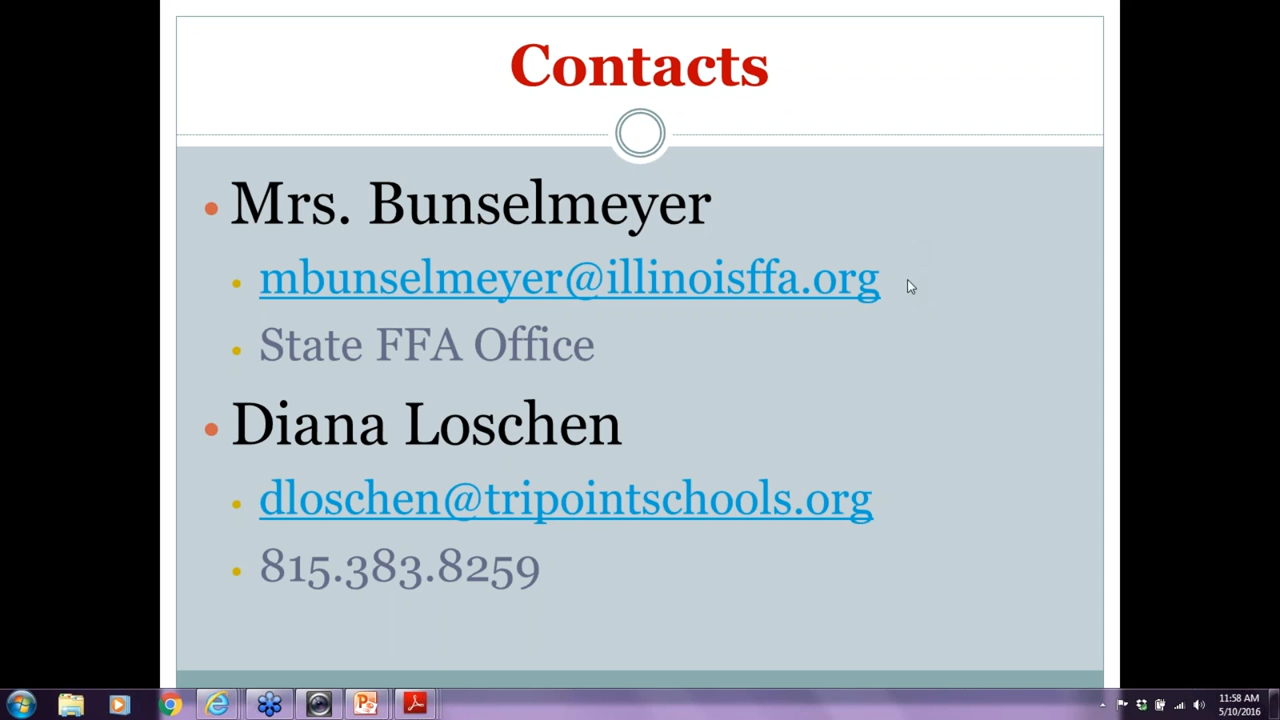 Contacts
Mrs. Bunselmeyer
mbunselmeyer@illinoisffa.org
State FFA Office
Diana Loschen
dloschen@tripointschools.org
815.383.8259
11:58 AM
5/10/2016